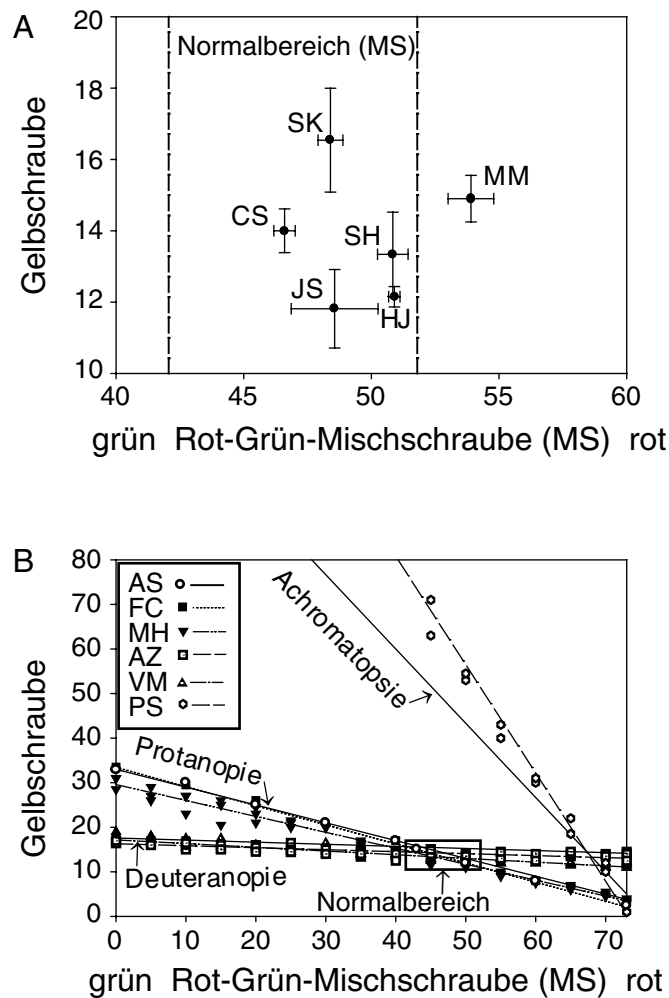 A
20
18
16
14
12
10
Gelbschraube
Normalbereich (MS)
SK
MM
CS
SH
JS
HJ
40 45 50 55 60
grün Rot-Grün-Mischschraube (MS) rot
B
80
70
60
50
40
30
20
10
0
Gelbschraube
AS
FC
MH
AZ
VM
PS
Achromatopsie
Protanopie
Deuteranopie
Normalbereich
0 10 20 30 40 50 60 70
grün Rot-Grün-Mischschraube (MS) rot